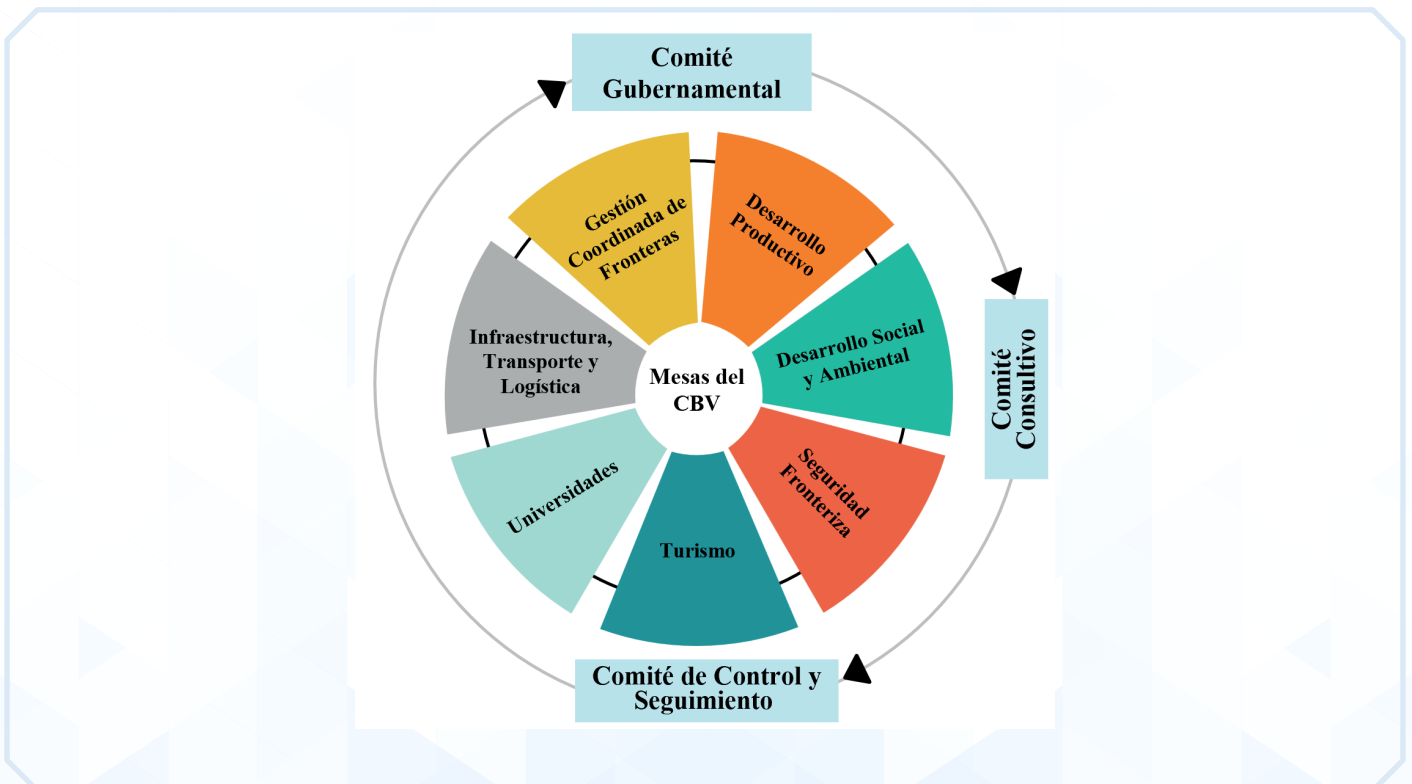 Comité
Gubernamental
Gestión
Coordinada de
Fronteras
Desarrollo
Productivo
Infraestructura,
Transporte y
Logística
Mesas del
CBV
Desarrollo Social
y Ambiental
Comité
Consultivo
Universidades
Turismo
Seguridad
Fronteriza
Comité de Control y
Seguimiento